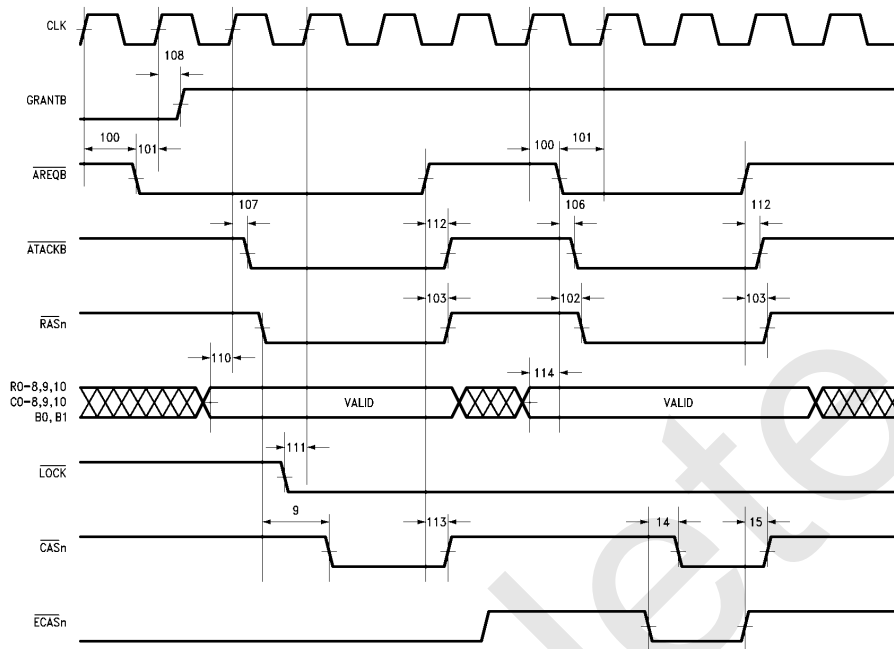 CLK
108
GRANTB
100 101 100 101
AREQB
107 112 106 112
ATACKB
103 102 103
RASn
110 114
R0-8,9,10
C0-8,9,10
B0, B1
VALID VALID
111
LOCK
9 113 14 15
CASn
ECASn
lete